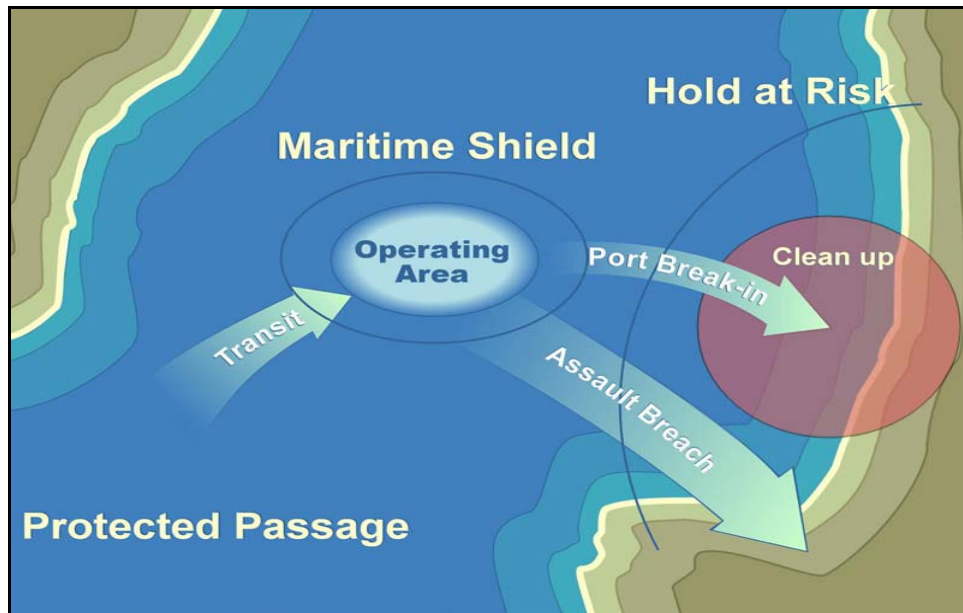 Hold at Risk
Maritime Shield
Clean up
Operating
Area
Port Break-in
Transit
Assault Breach
Protected Passage